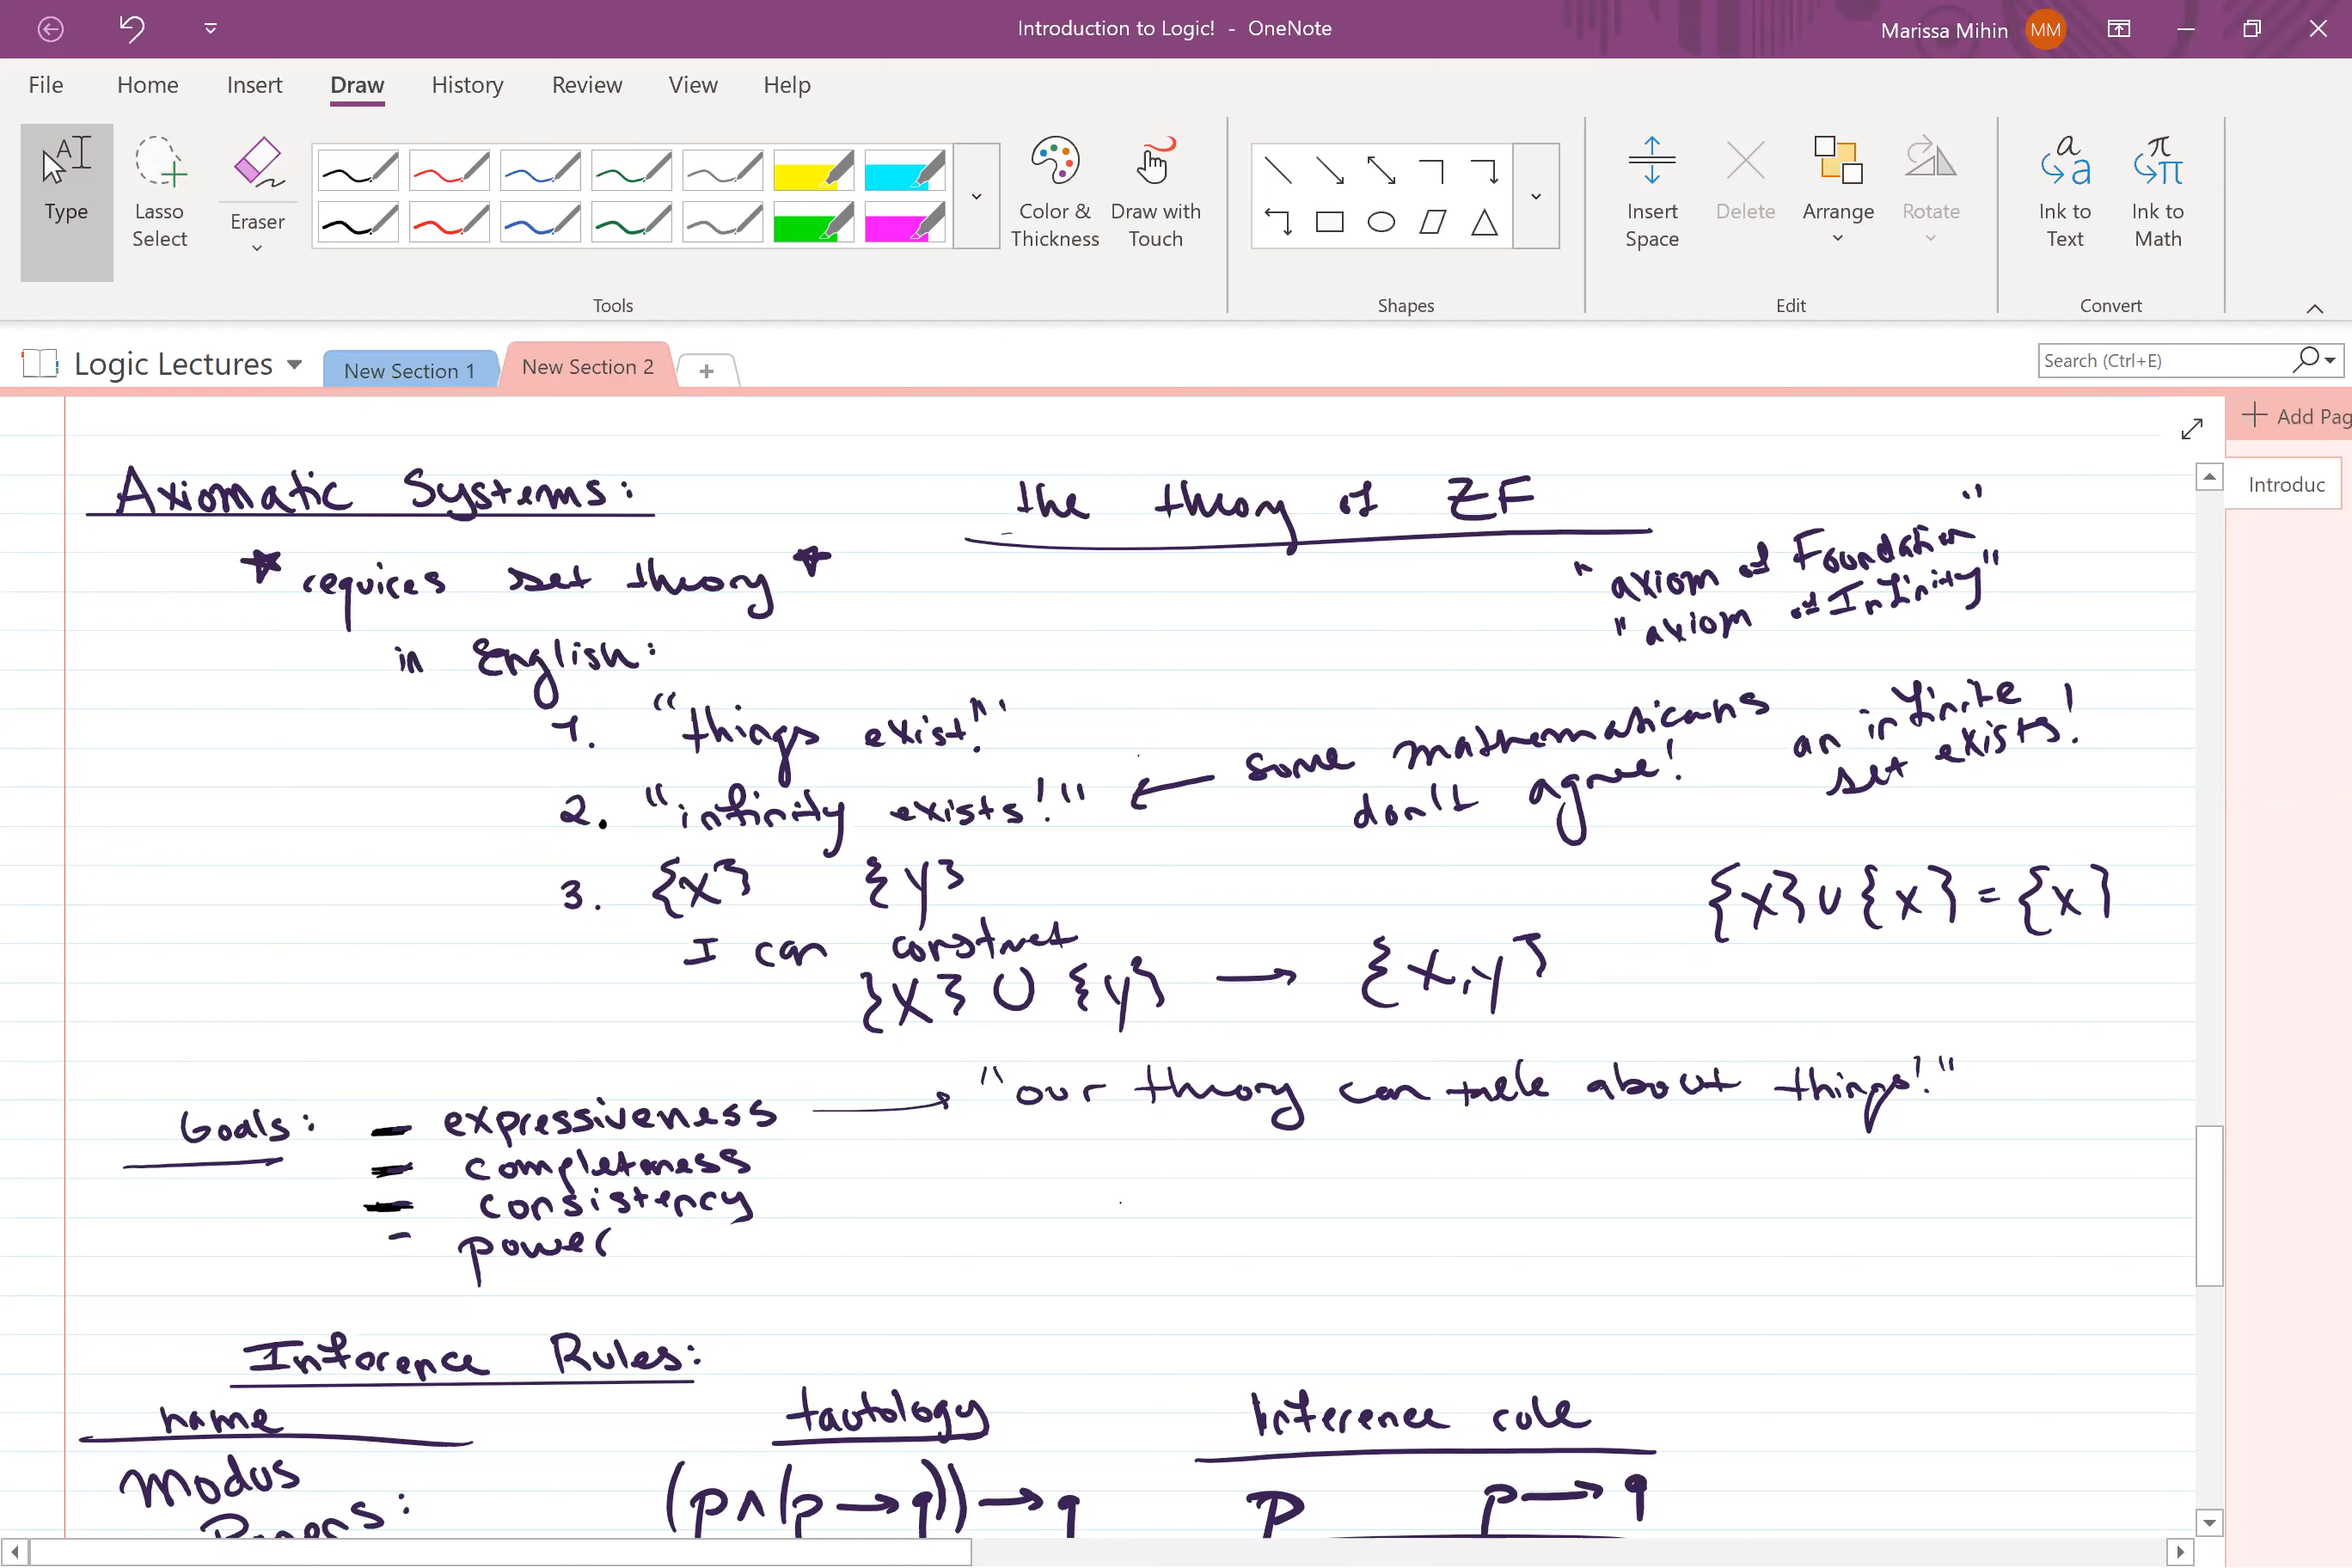 Introduction to Logic! - OneNote
Marissa Mihin MM
File Home Insert Draw History Review View Help
Type
Lasso Select
Eraser
Color & Thickness
Draw with Touch
Insert Space
Delete
Arrange
Rotate
Ink to Text
Ink to Math
Tools
Shapes
Edit
Convert
Logic Lectures
New Section 1
New Section 2
Search (Ctrl+E)
Add Pag
Introduc
Axiomatic Systems:
the theory of ZF
* requires set theory *
"axiom of Foundation"
"axiom of Infinity"
in English:
1. "things exist!"
2. "infinity exists!" ← some mathematicans
don't agree!
an infinite
set exists!
3. {x} {y}
{x} ∪ {x} = {x}
I can construct
{x} ∪ {y} → {x,y}
Goals: - expressiveness → "our theory can talk about things!"
- completeness
- consistency
- power
Inference Rules:
name tautology Inference rule
Modus
Ponens: (p ∧ (p → q)) → q p p → q